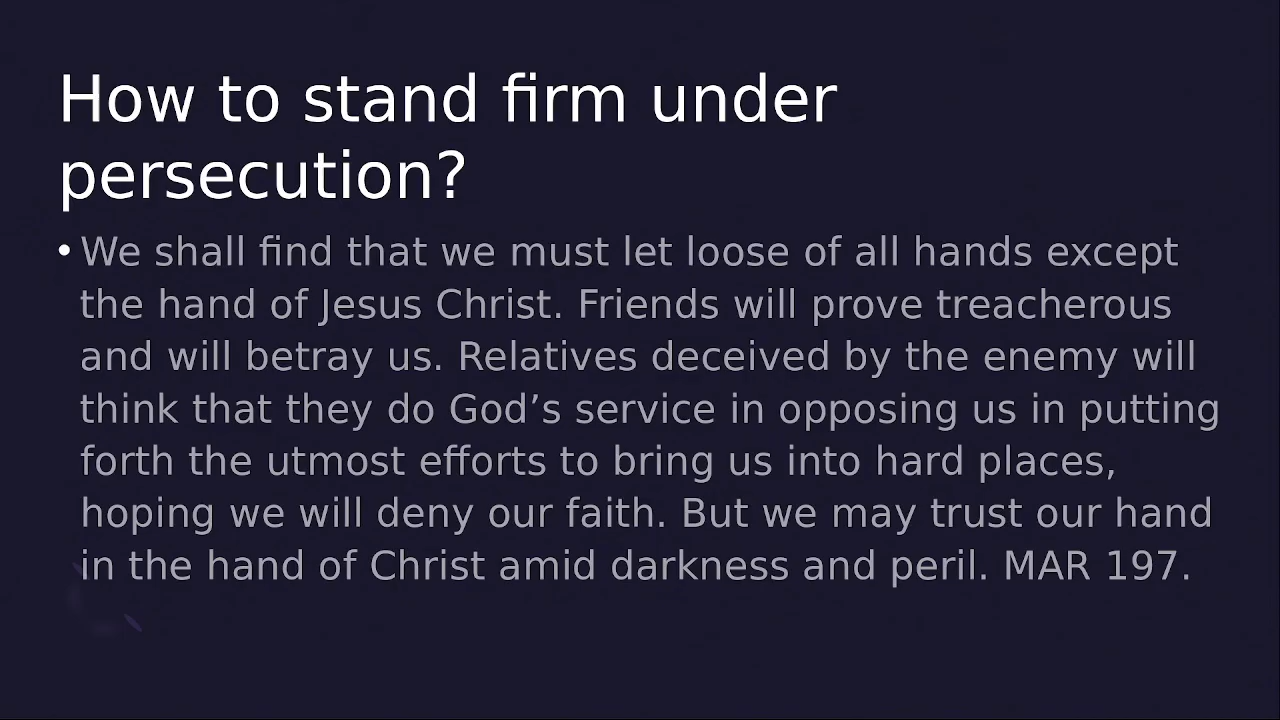 How to stand firm under
persecution?
• We shall find that we must let loose of all hands except
the hand of Jesus Christ. Friends will prove treacherous
and will betray us. Relatives deceived by the enemy will
think that they do God’s service in opposing us in putting
forth the utmost efforts to bring us into hard places,
hoping we will deny our faith. But we may trust our hand
in the hand of Christ amid darkness and peril. MAR 197.